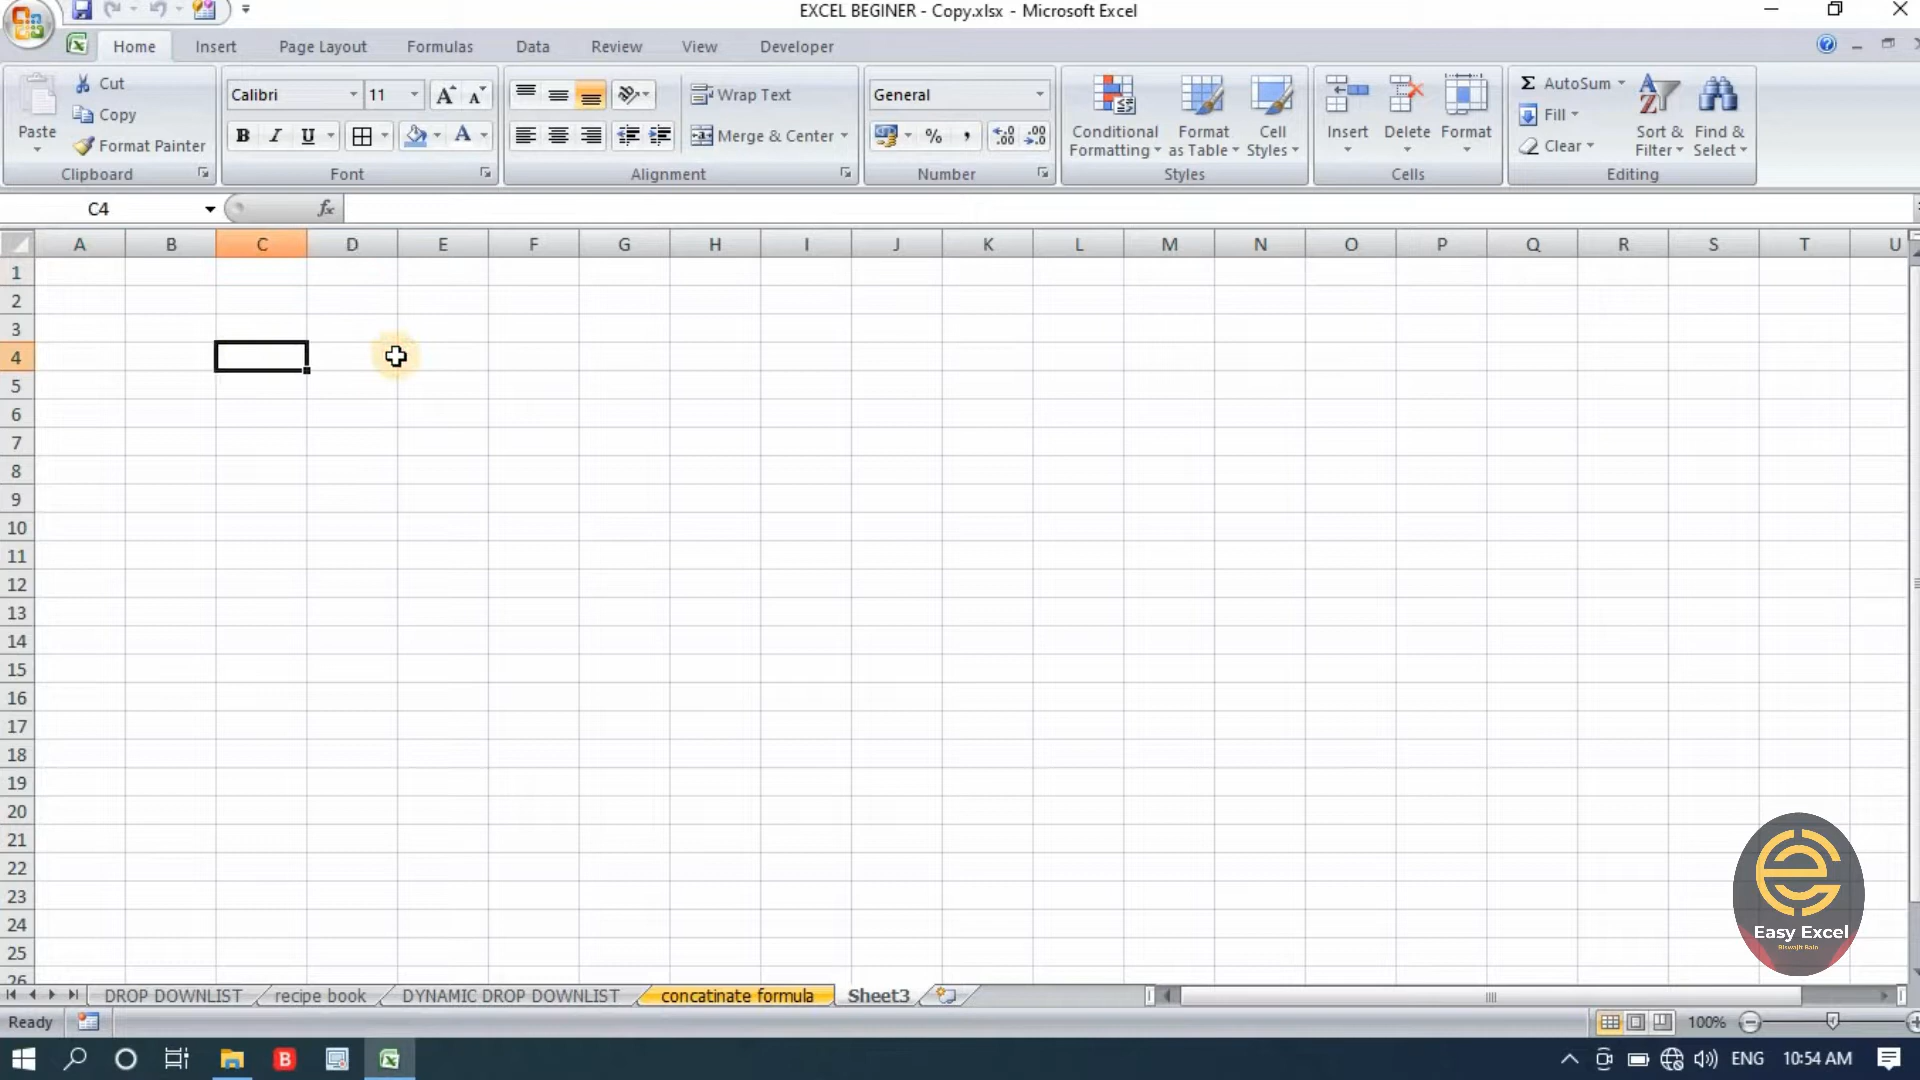 EXCEL BEGINER - Copy.xlsx - Microsoft Excel
Home Insert Page Layout Formulas Data Review View Developer
Paste
Cut
Copy
Format Painter
Clipboard
Calibri 11
B I U
Font
Wrap Text
Merge & Center
Alignment
General
% , .00 .00
Number
Conditional Formatting
Format as Table
Cell Styles
Styles
Insert Delete Format
Cells
Σ AutoSum
Fill
Clear
Sort & Filter
Find & Select
Editing
C4 fx
A B C D E F G H I J K L M N O P Q R S T U
1
2
3
4
5
6
7
8
9
10
11
12
13
14
15
16
17
18
19
20
21
22
23
24
25
26
Easy Excel
Biswajit Bain
DROP DOWNLIST recipe book DYNAMIC DROP DOWNLIST concatinate formula Sheet3
Ready 100%
B ENG 10:54 AM